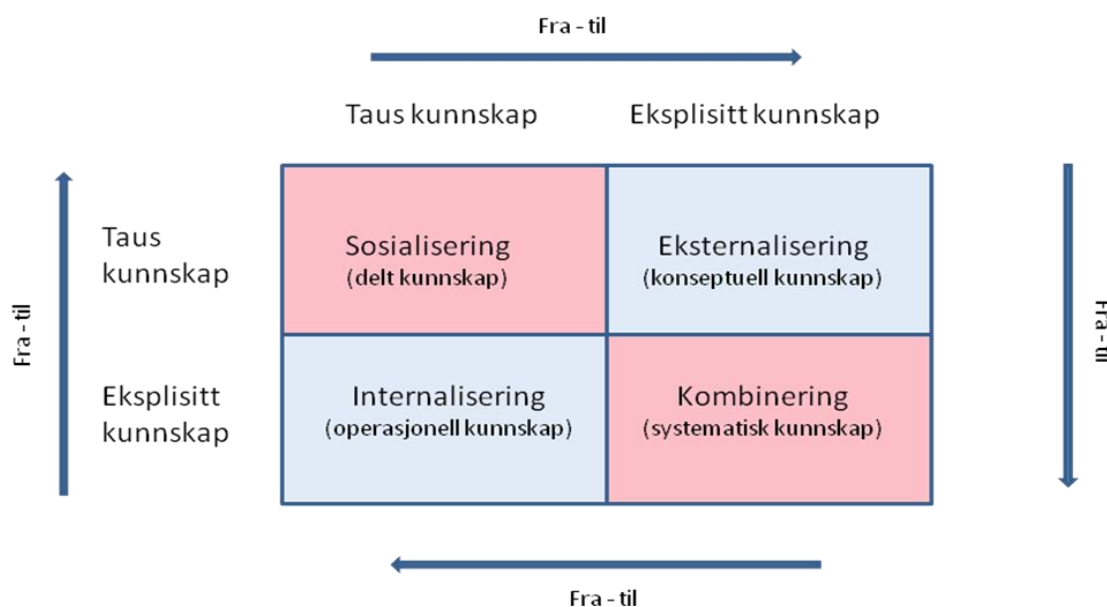 Fra - til
Taus kunnskap
Eksplisitt kunnskap
Taus
kunnskap
Sosialisering
(delt kunnskap)
Eksternalisering
(konseptuell kunnskap)
Fra - til
Fra - til
Eksplisitt
kunnskap
Internalisering
(operasjonell kunnskap)
Kombinering
(systematisk kunnskap)
Fra - til